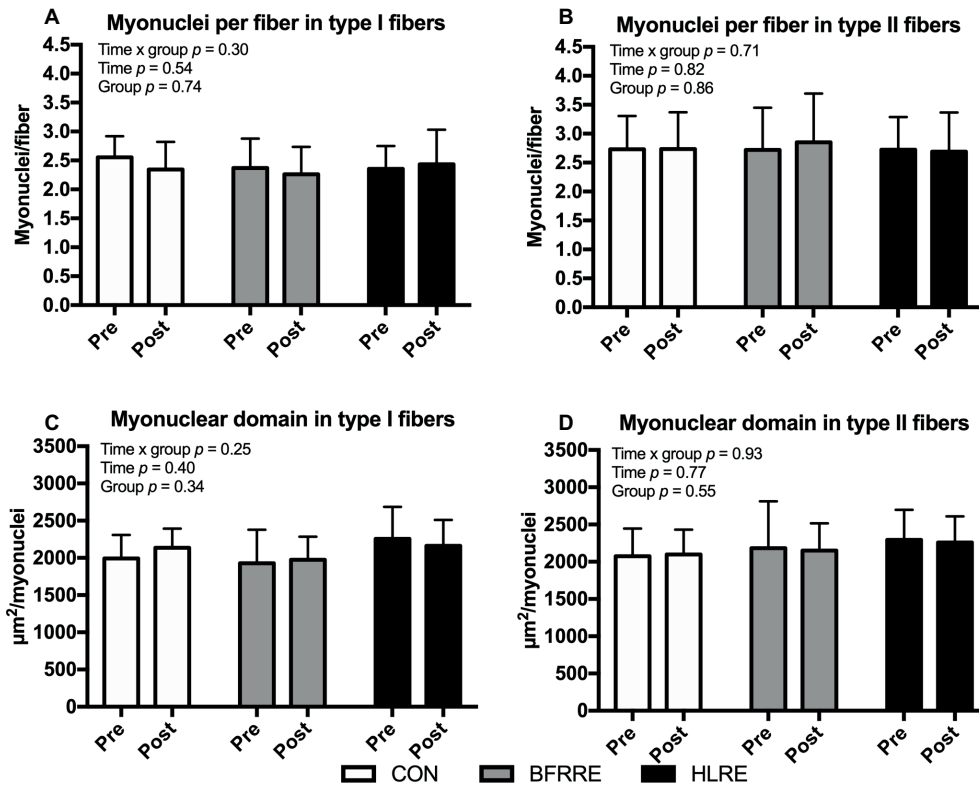 A Myonuclei per fiber in type I fibers
Time x group p = 0.30
Time p = 0.54
Group p = 0.74
Myonuclei/fiber
4.5
4.0
3.5
3.0
2.5
2.0
1.5
1.0
0.5
0.0
Pre Post Pre Post Pre Post
B Myonuclei per fiber in type II fibers
Time x group p = 0.71
Time p = 0.82
Group p = 0.86
Myonuclei/fiber
4.5
4.0
3.5
3.0
2.5
2.0
1.5
1.0
0.5
0.0
Pre Post Pre Post Pre Post
C Myonuclear domain in type I fibers
Time x group p = 0.25
Time p = 0.40
Group p = 0.34
µm²/myonuclei
3500
3000
2500
2000
1500
1000
500
0
Pre Post Pre Post Pre Post
D Myonuclear domain in type II fibers
Time x group p = 0.93
Time p = 0.77
Group p = 0.55
µm²/myonuclei
3500
3000
2500
2000
1500
1000
500
0
Pre Post Pre Post Pre Post
CON BFRRE HLRE